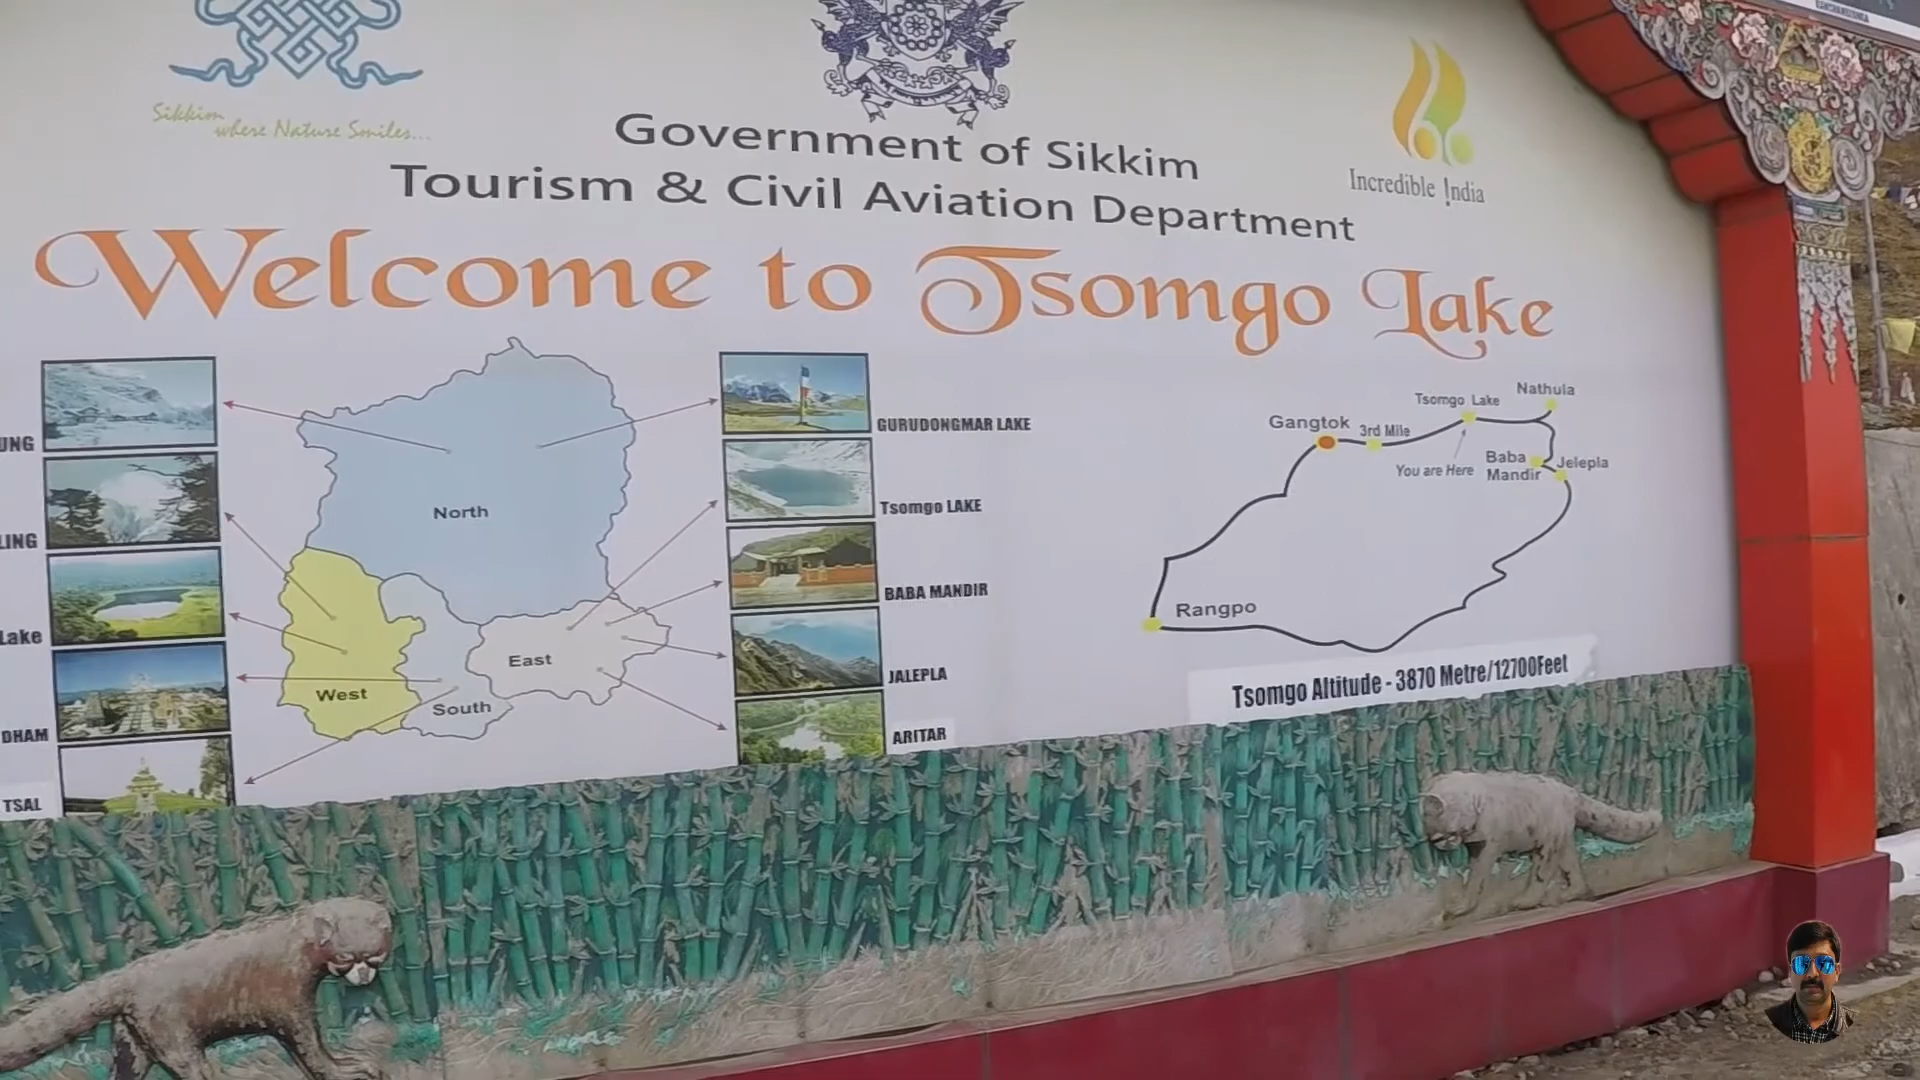 Sikkim
where Nature Smiles...
Government of Sikkim
Tourism & Civil Aviation Department
Incredible !ndia
Welcome to Tsomgo Lake
UNG
LING
Lake
DHAM
TSAL
North
West
South
East
GURUDONGMAR LAKE
Tsomgo LAKE
BABA MANDIR
JALEPLA
ARITAR
Nathula
Tsomgo Lake
Gangtok
3rd Mile
You are Here
Baba
Mandir
Jelepla
Rangpo
Tsomgo Altitude - 3870 Metre/12700Feet